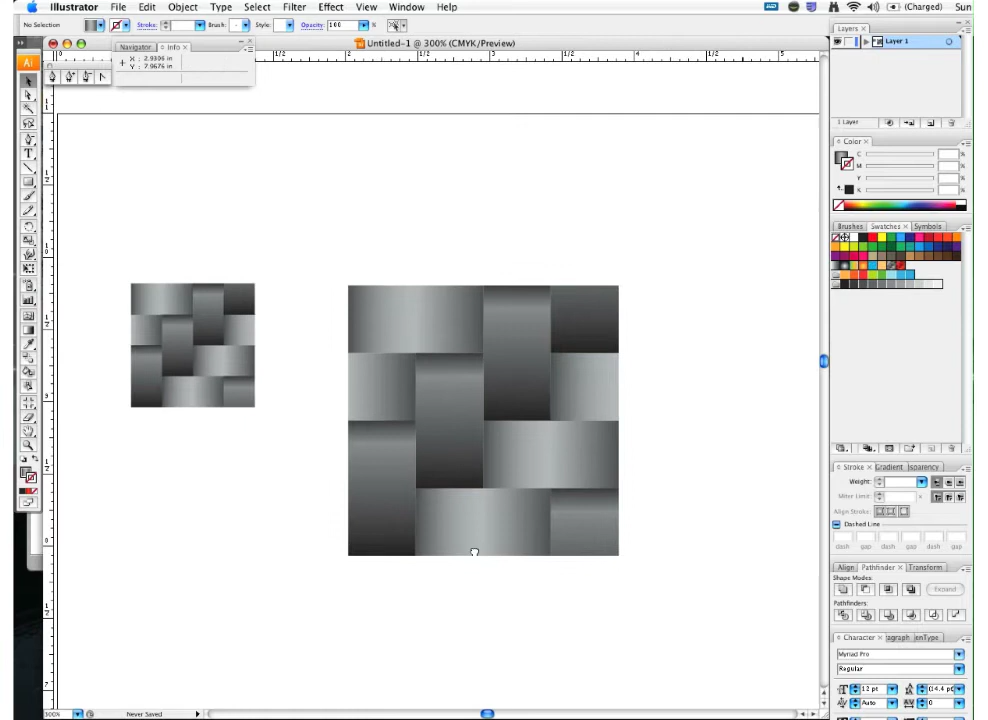 Illustrator File Edit Object Type Select Filter Effect View Window Help (Charged) Sun
No Selection Stroke: Brush: Style: Opacity: 100 %
Untitled-1 @ 300% (CMYK/Preview)
Navigator Info ×
X : 2.9306 in
Y : 7.9676 in
Ai
Layers ×
Layer 1
1 Layer
Color ×
C %
M %
Y %
K %
Brushes Swatches × Symbols
Stroke × Gradient
Weight:
Miter Limit: ×
Align Stroke:
Dashed Line
dash gap dash gap dash gap
Align Pathfinder × Transform
Shape Modes:
Expand
Pathfinders:
Character ×
Myriad Pro
Regular
12 pt (14.4 pt)
Auto 0
300% Never Saved